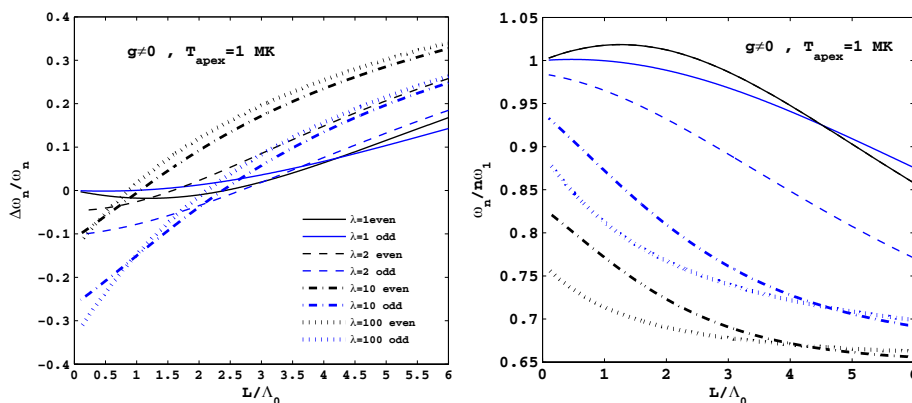 g≠0 , T_apex=1 MK
Δω_n/ω_n
0.4
0.3
0.2
0.1
0
-0.1
-0.2
-0.3
-0.4
λ=1even
λ=1 odd
λ=2 even
λ=2 odd
λ=10 even
λ=10 odd
λ=100 even
λ=100 odd
0 0.5 1 1.5 2 2.5 3 3.5 4 4.5 5 5.5 6
L/Λ_0
g≠0 , T_apex=1 MK
ω_n/nω_1
1.05
1
0.95
0.9
0.85
0.8
0.75
0.7
0.65
0 1 2 3 4 5 6
L/Λ_0